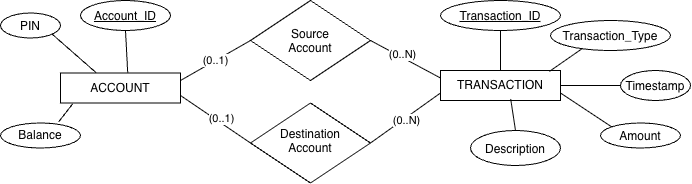 PIN
Account_ID
ACCOUNT
Balance
(0..1)
Source
Account
(0..N)
(0..1)
Destination
Account
(0..N)
Transaction_ID
Transaction_Type
TRANSACTION
Timestamp
Amount
Description